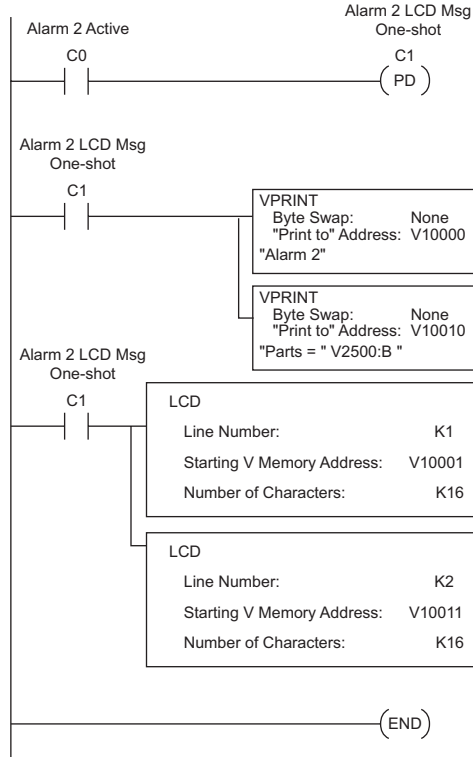 Alarm 2 Active
C0
Alarm 2 LCD Msg
One-shot
C1
PD
Alarm 2 LCD Msg
One-shot
C1
VPRINT
Byte Swap: None
"Print to" Address: V10000
"Alarm 2"
VPRINT
Byte Swap: None
"Print to" Address: V10010
"Parts = " V2500:B "
Alarm 2 LCD Msg
One-shot
C1
LCD
Line Number: K1
Starting V Memory Address: V10001
Number of Characters: K16
LCD
Line Number: K2
Starting V Memory Address: V10011
Number of Characters: K16
END